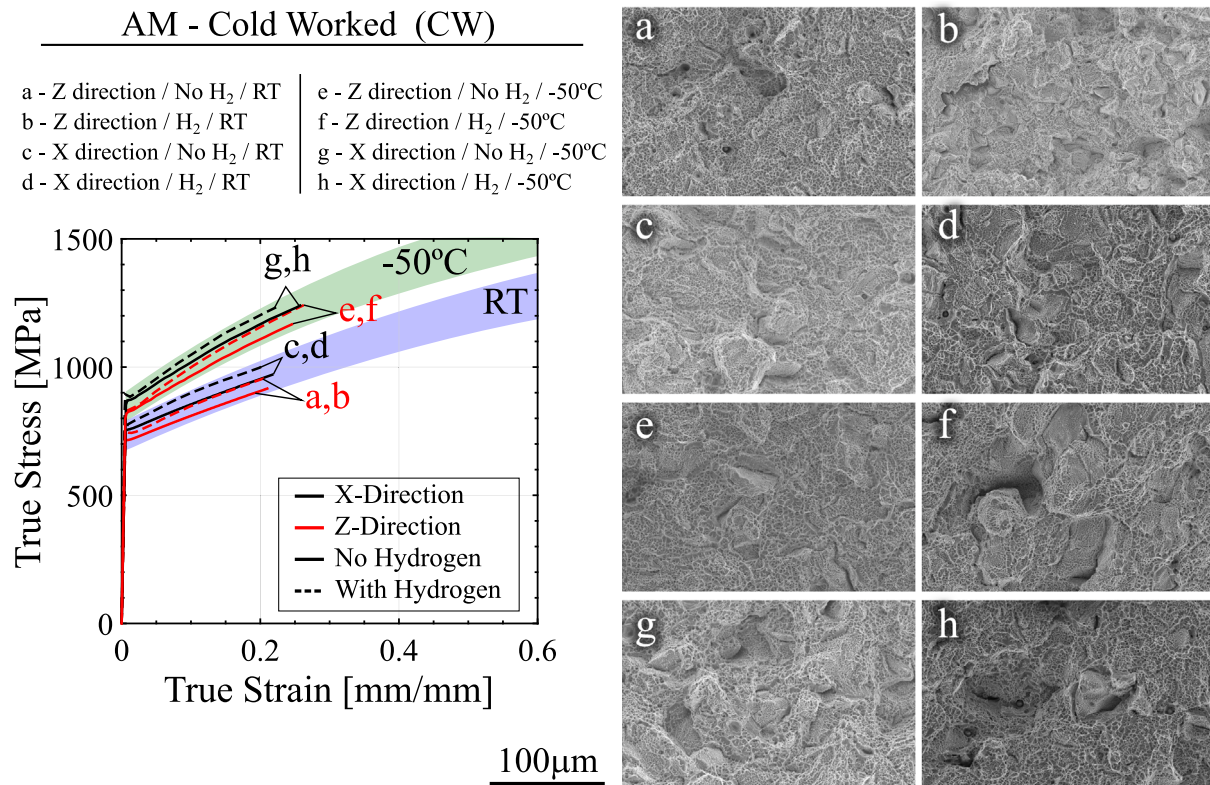 AM - Cold Worked (CW)
a - Z direction / No H₂ / RT
b - Z direction / H₂ / RT
c - X direction / No H₂ / RT
d - X direction / H₂ / RT
e - Z direction / No H₂ / -50ºC
f - Z direction / H₂ / -50ºC
g - X direction / No H₂ / -50ºC
h - X direction / H₂ / -50ºC
True Stress [MPa]
1500
1000
500
0
g,h
-50ºC
e,f
RT
c,d
a,b
X-Direction
Z-Direction
No Hydrogen
With Hydrogen
0
0.2
0.4
0.6
True Strain [mm/mm]
100μm
a
b
c
d
e
f
g
h